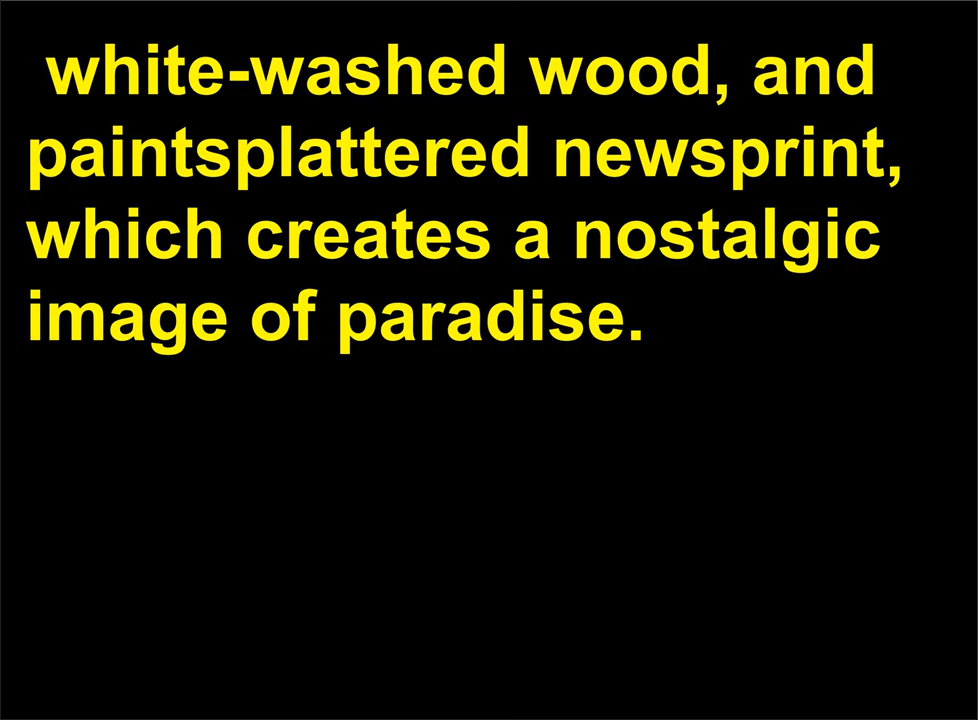 white-washed wood, and
paintsplattered newsprint,
which creates a nostalgic
image of paradise.